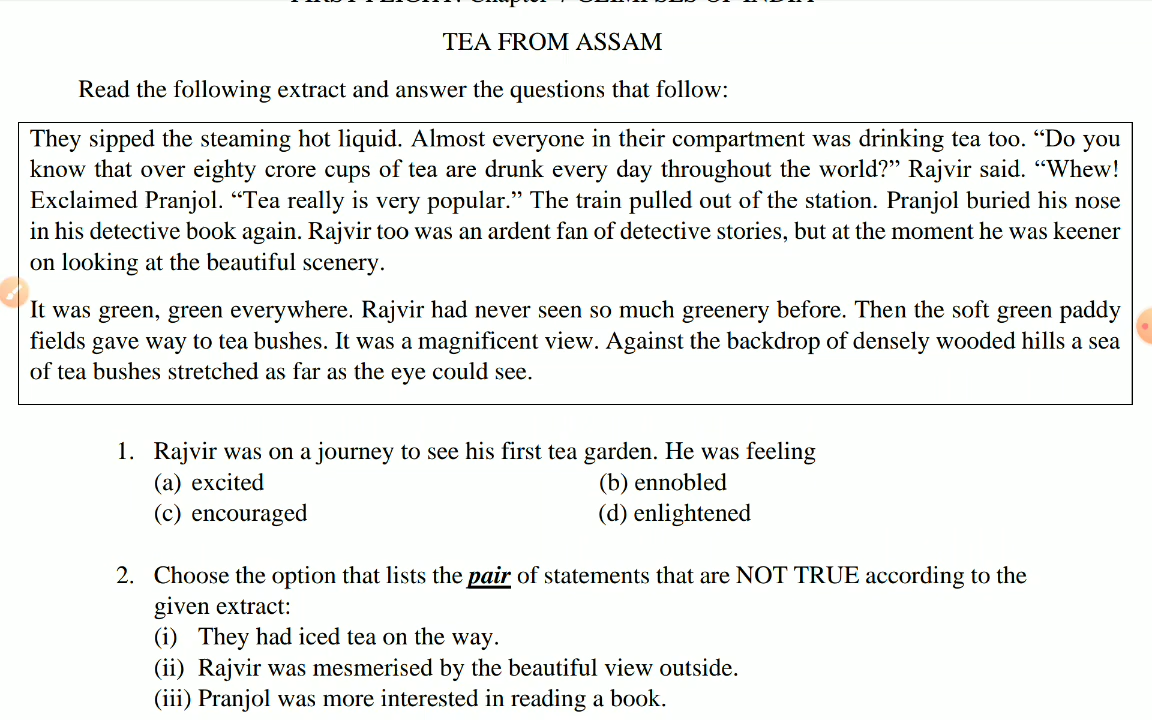 TEA FROM ASSAM
Read the following extract and answer the questions that follow:
They sipped the steaming hot liquid. Almost everyone in their compartment was drinking tea too. “Do you
know that over eighty crore cups of tea are drunk every day throughout the world?” Rajvir said. “Whew!
Exclaimed Pranjol. “Tea really is very popular.” The train pulled out of the station. Pranjol buried his nose
in his detective book again. Rajvir too was an ardent fan of detective stories, but at the moment he was keener
on looking at the beautiful scenery.
It was green, green everywhere. Rajvir had never seen so much greenery before. Then the soft green paddy
fields gave way to tea bushes. It was a magnificent view. Against the backdrop of densely wooded hills a sea
of tea bushes stretched as far as the eye could see.
1. Rajvir was on a journey to see his first tea garden. He was feeling
(a) excited (b) ennobled
(c) encouraged (d) enlightened
2. Choose the option that lists the pair of statements that are NOT TRUE according to the
given extract:
(i) They had iced tea on the way.
(ii) Rajvir was mesmerised by the beautiful view outside.
(iii) Pranjol was more interested in reading a book.